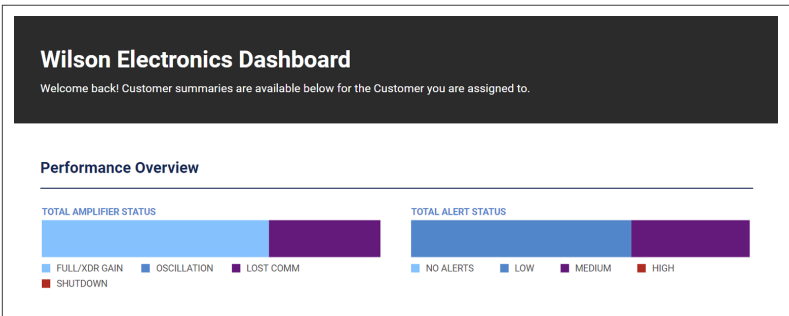 Wilson Electronics Dashboard
Welcome back! Customer summaries are available below for the Customer you are assigned to.
Performance Overview
TOTAL AMPLIFIER STATUS
FULL/XDR GAIN OSCILLATION LOST COMM
SHUTDOWN
TOTAL ALERT STATUS
NO ALERTS LOW MEDIUM HIGH